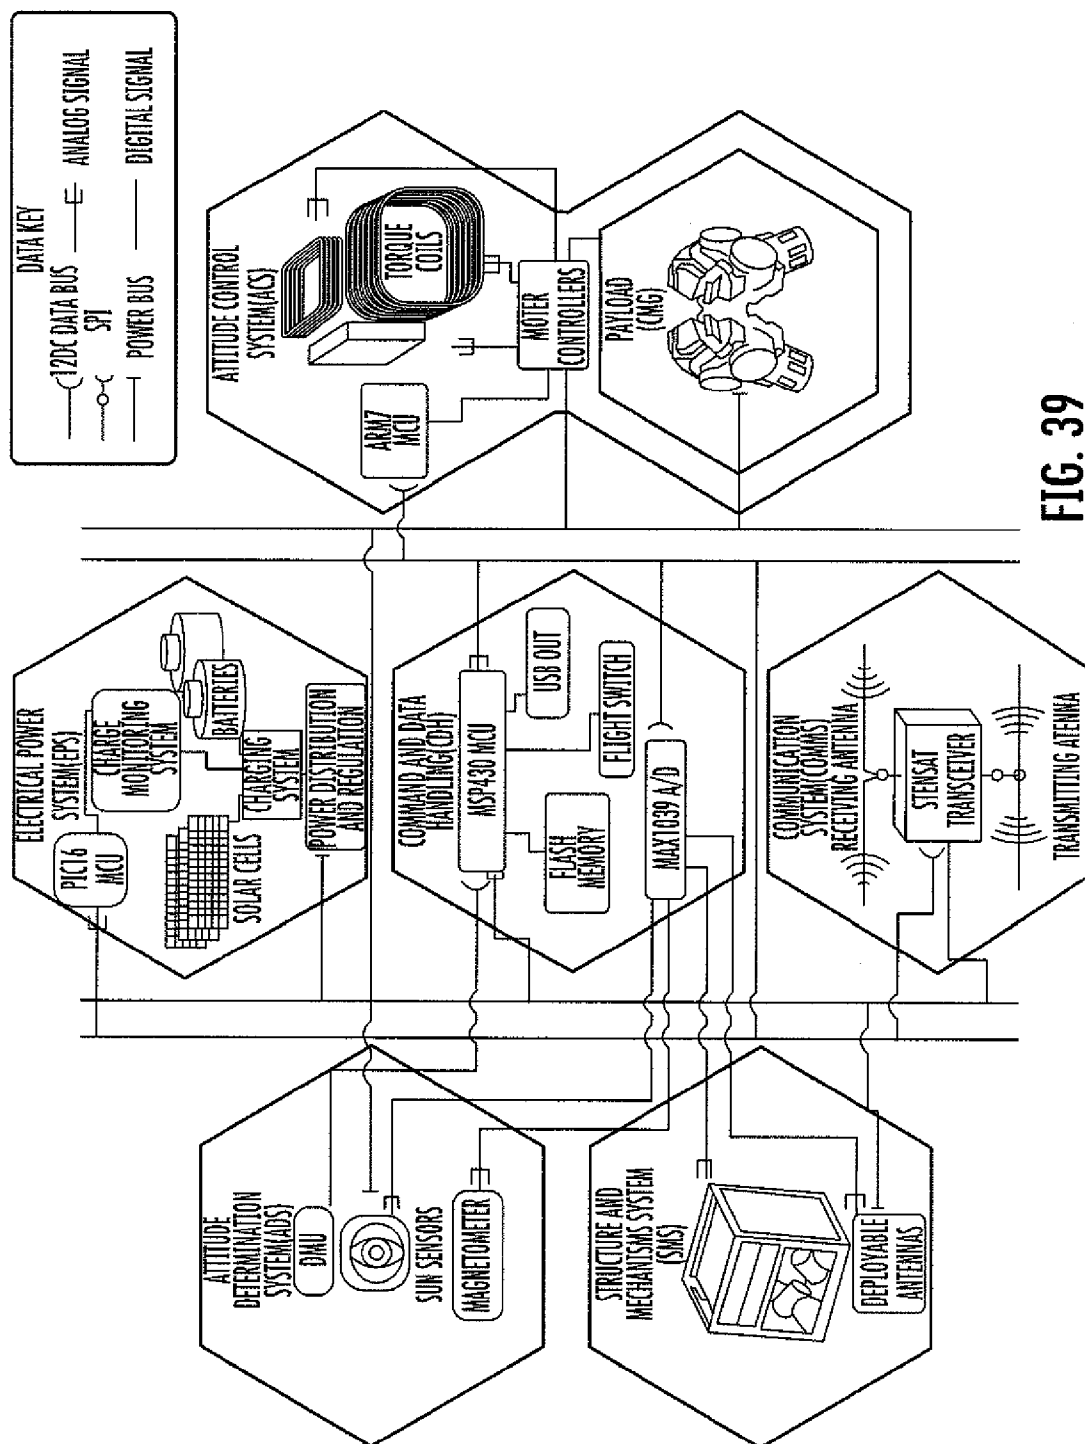 DATA KEY
12DC DATA BUS
ANALOG SIGNAL
SPI
POWER BUS
DIGITAL SIGNAL
ELECTRICAL POWER
SYSTEM(EPS)
PIC16
MCU
CHARGE
MONITORING
SYSTEM
BATTERIES
SOLAR CELLS
CHARGING
SYSTEM
POWER DISTRIBUTION
AND REGULATION
ATTITUDE CONTROL
SYSTEM(ACS)
TORQUE
COILS
ARM7
MCU
MOTER
CONTROLLERS
PAYLOAD
(CMG)
ATTITUDE
DETERMINATION
SYSTEM(ADS)
DMU
SUN SENSORS
MAGNETOMETER
COMMAND AND DATA
HANDLING(CDH)
MSP430 MCU
USB OUT
FLASH
MEMORY
FLIGHT SWITCH
MAX1039 A/D
STRUCTURE AND
MECHANISMS SYSTEM
(SMS)
DEPLOYABLE
ANTENNAS
COMMUNICATION
SYSTEM(COMMS)
RECEIVING ANTENNA
STENSAT
TRANSCEIVER
TRANSMITING ATENNA
FIG. 39